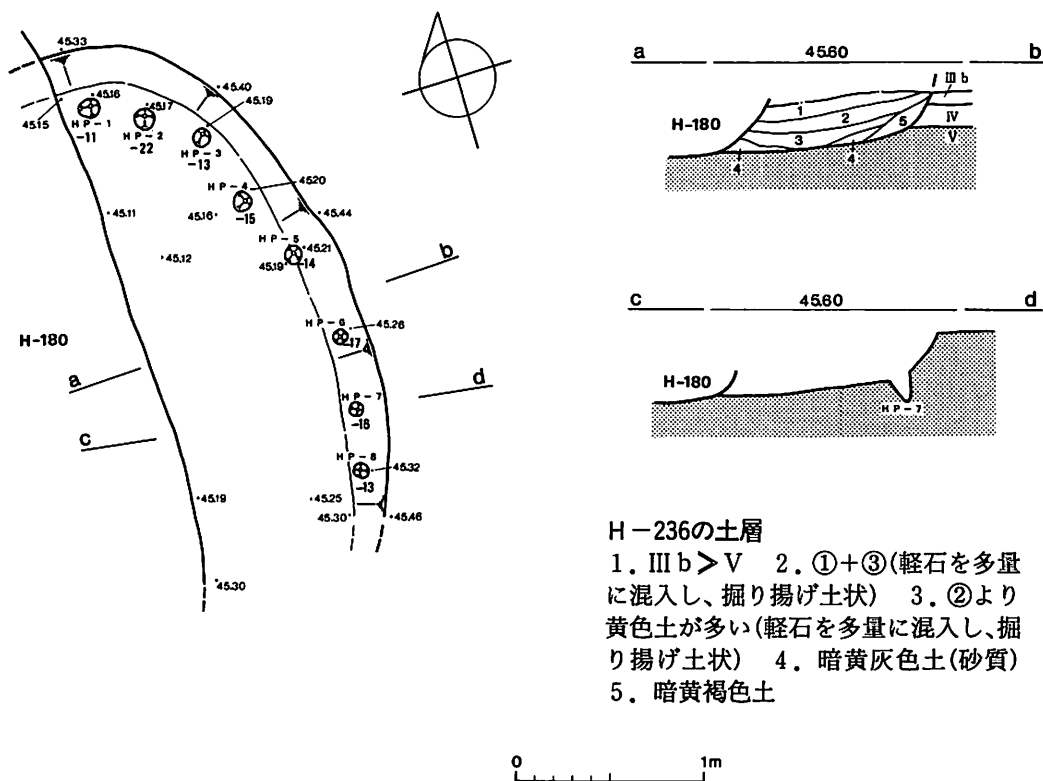 45.33
45.16
45.15
HP-1
-11
45.17
HP-2
-22
45.40
45.19
HP-3
-13
45.20
HP-4
-15
45.16
45.44
45.11
HP-5
45.21
45.19
-14
45.12
b
HP-6
45.26
-17
H-180
a
d
HP-7
-18
c
HP-8
45.32
-13
45.19
45.25
45.30
45.46
45.30
a 45.60 b
III b
1
2
5
IV
H-180
3
V
4
4
c 45.60 d
H-180
HP-7
H-236の土層
1. III b > V 2. ①+③(軽石を多量
に混入し、掘り揚げ土状) 3. ②より
黄色土が多い(軽石を多量に混入し、掘
り揚げ土状) 4. 暗黄灰色土(砂質)
5. 暗黄褐色土
0 1m